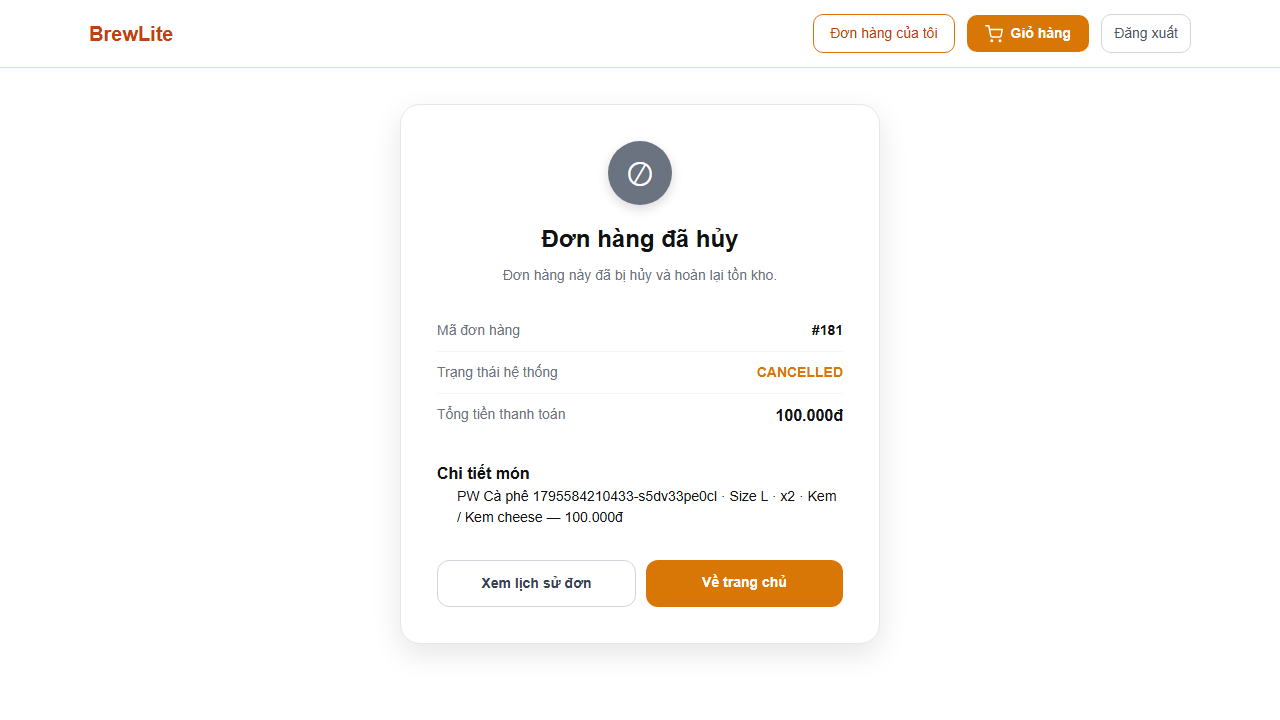 BrewLite
Đơn hàng của tôi
Giỏ hàng
Đăng xuất
Đơn hàng đã hủy
Đơn hàng này đã bị hủy và hoàn lại tồn kho.
Mã đơn hàng
#181
Trạng thái hệ thống
CANCELLED
Tổng tiền thanh toán
100.000đ
Chi tiết món
PW Cà phê 1795584210433-s5dv33pe0cl · Size L · x2 · Kem
/ Kem cheese — 100.000đ
Xem lịch sử đơn
Về trang chủ